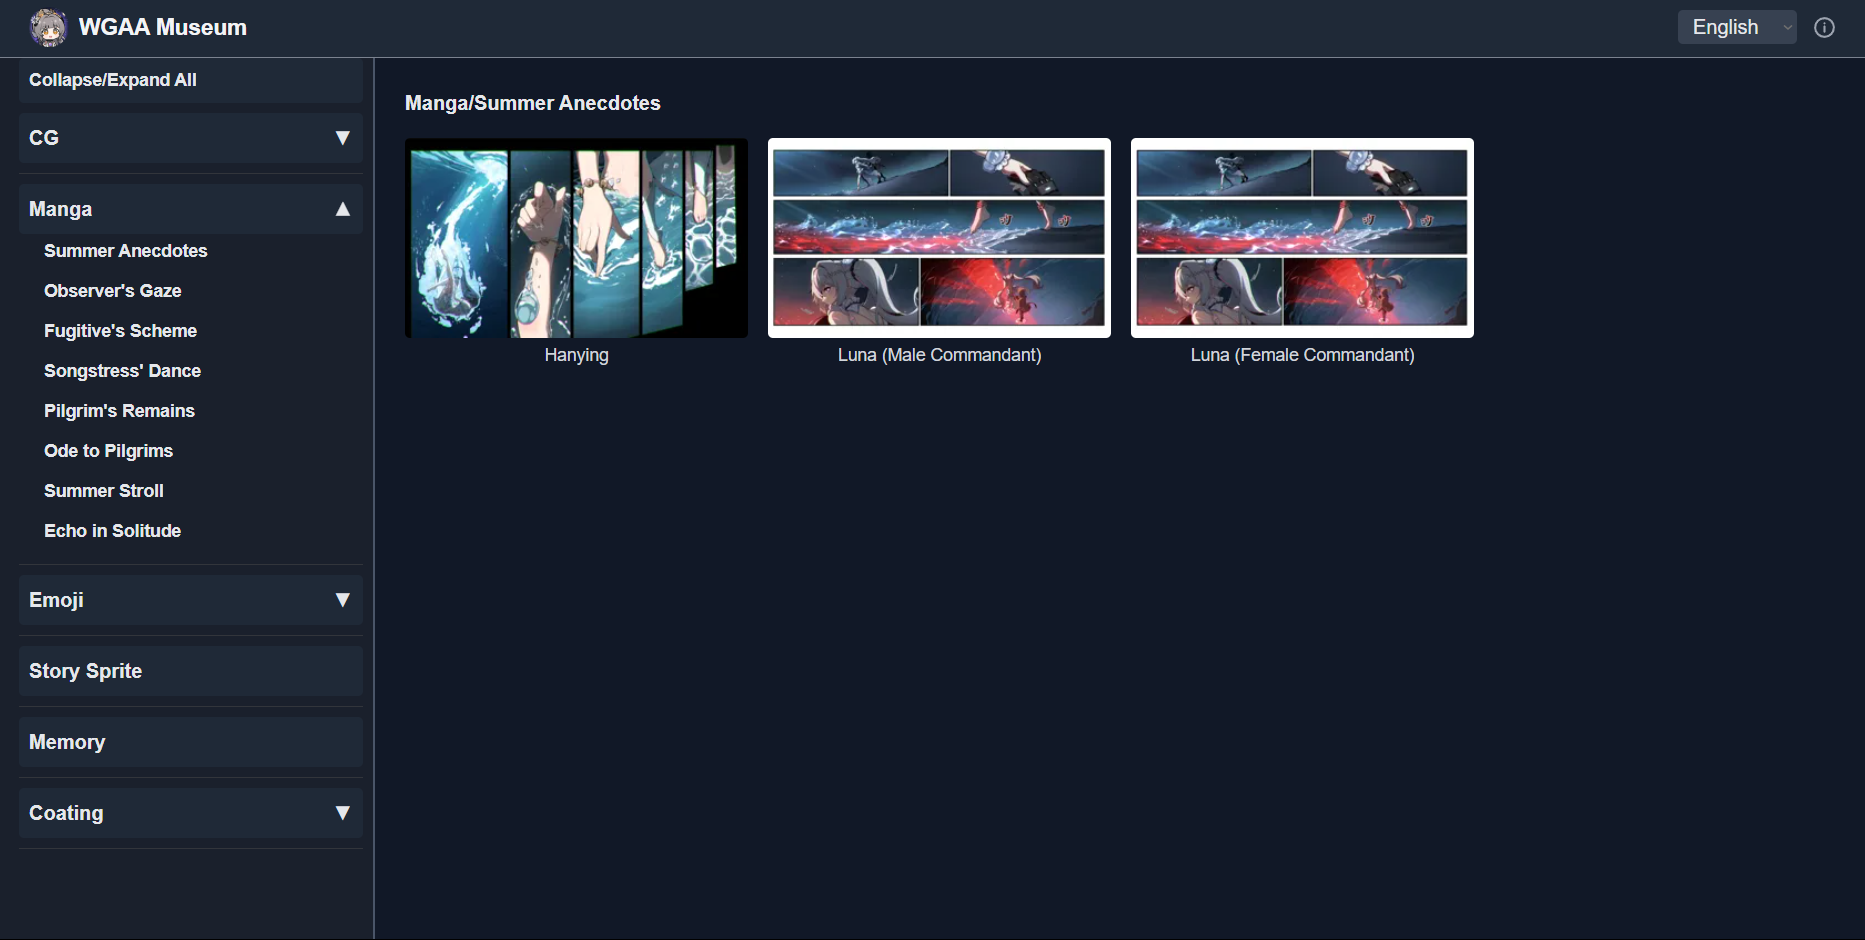 WGAA Museum
English
Collapse/Expand All
CG
Manga
Summer Anecdotes
Observer's Gaze
Fugitive's Scheme
Songstress' Dance
Pilgrim's Remains
Ode to Pilgrims
Summer Stroll
Echo in Solitude
Emoji
Story Sprite
Memory
Coating
Manga/Summer Anecdotes
Hanying
Luna (Male Commandant)
Luna (Female Commandant)